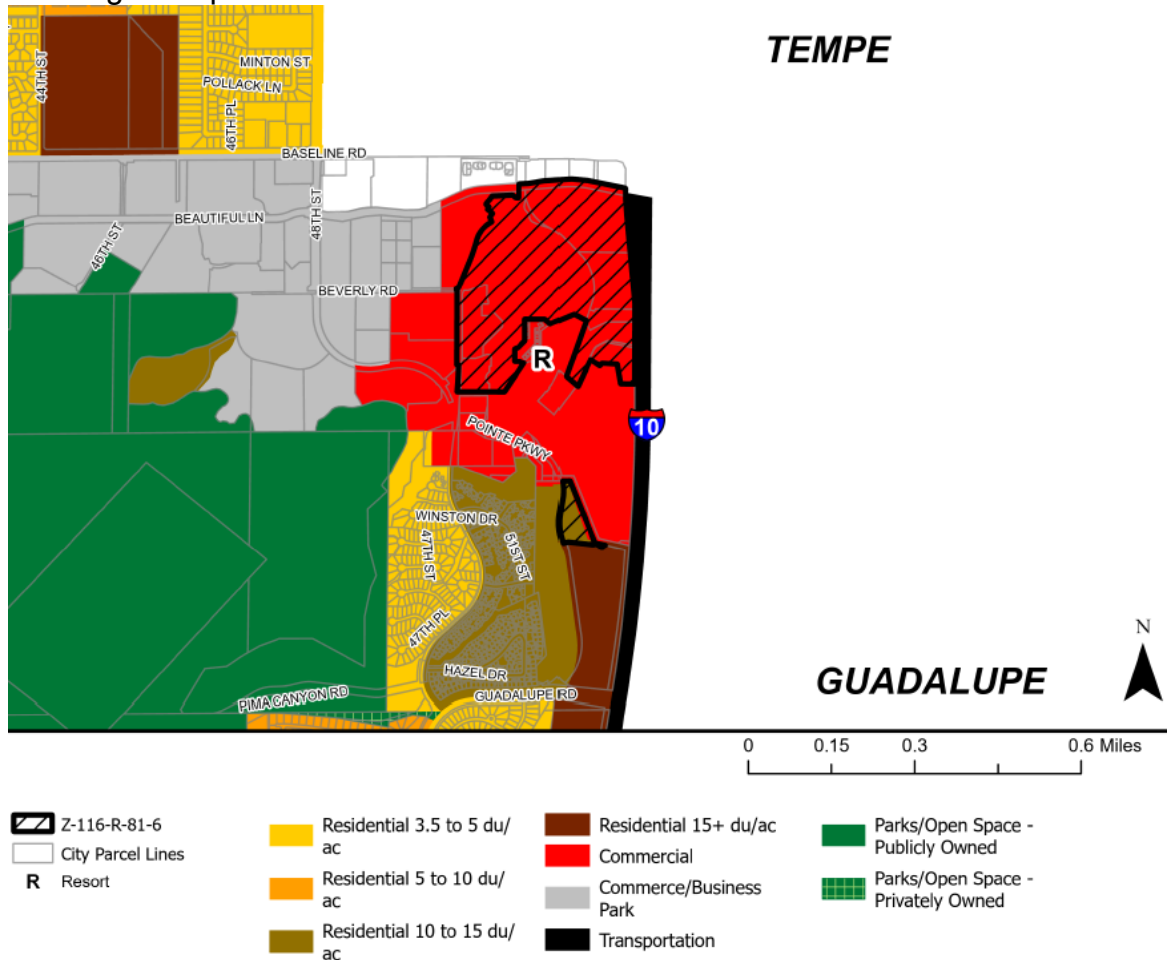 TEMPE
44TH ST
MINTON ST
POLLACK LN
46TH PL
BASELINE RD
BEAUTIFUL LN
48TH ST
46TH ST
BEVERLY RD
R
10
POINTE PKWY
WINSTON DR
47TH ST
51ST ST
47TH PL
HAZEL DR
GUADALUPE RD
PIMA CANYON RD
GUADALUPE
N
0 0.15 0.3 0.6 Miles
Z-116-R-81-6
City Parcel Lines
R Resort
Residential 3.5 to 5 du/
ac
Residential 5 to 10 du/
ac
Residential 10 to 15 du/
ac
Residential 15+ du/ac
Commercial
Commerce/Business
Park
Transportation
Parks/Open Space -
Publicly Owned
Parks/Open Space -
Privately Owned